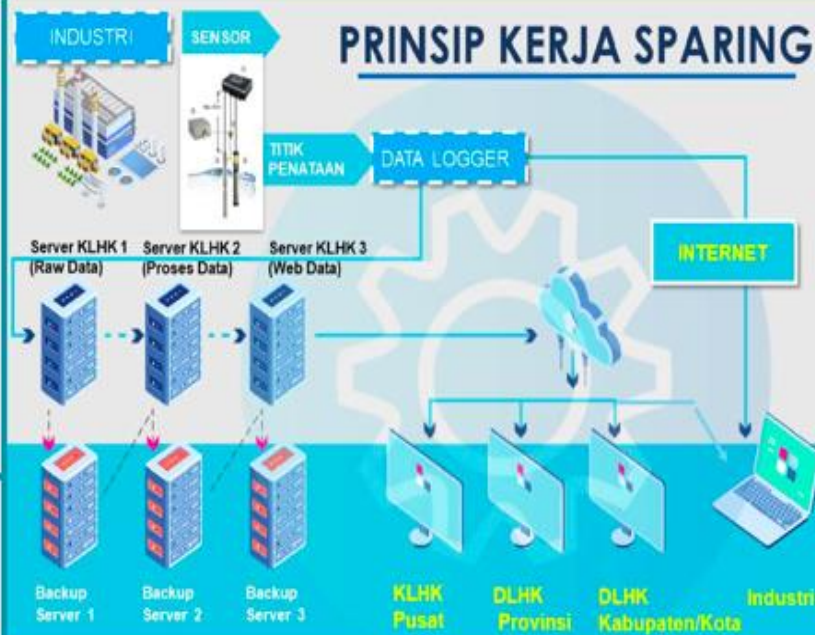 PRINSIP KERJA SPARING
INDUSTRI
SENSOR
TITIK
PENATAAN
DATA LOGGER
INTERNET
Server KLHK 1
(Raw Data)
Server KLHK 2
(Proses Data)
Server KLHK 3
(Web Data)
Backup
Server 1
Backup
Server 2
Backup
Server 3
KLHK
Pusat
DLHK
Provinsi
DLHK
Kabupaten/Kota
Industri